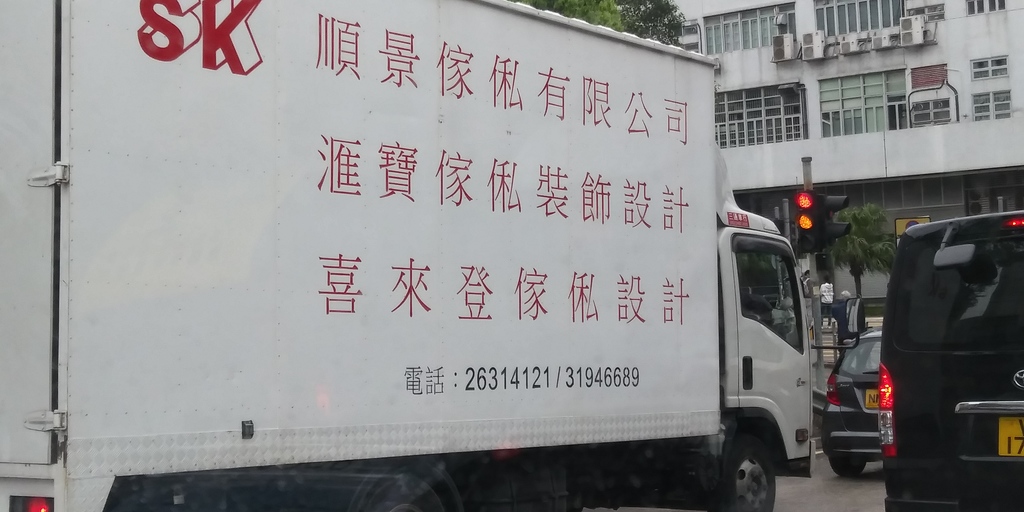 SK
順景傢俬有限公司
滙寶傢俬裝飾設計
喜來登傢俬設計
電話：26314121 / 31946689